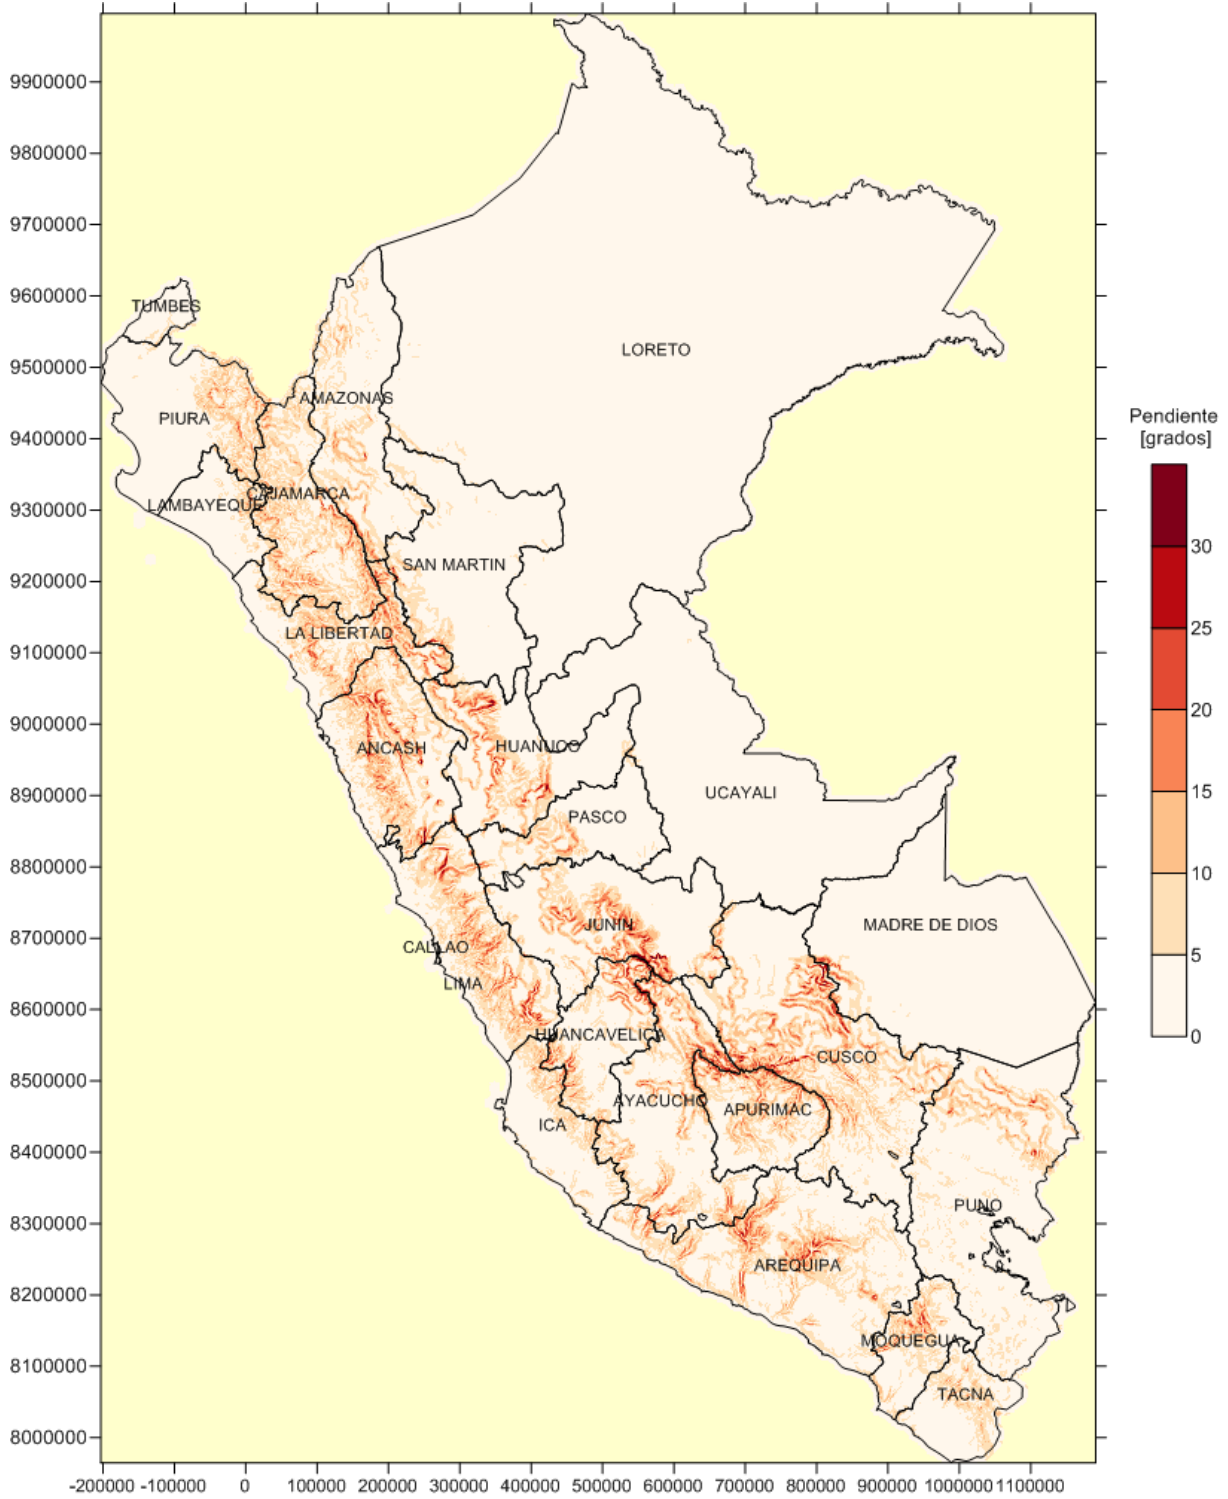 9900000
9800000
9700000
9600000
TUMBES
9500000
LORETO
AMAZONAS
9400000
PIURA
Pendiente
[grados]
CAJAMARCA
LAMBAYEQUE
9300000
30
SAN MARTIN
9200000
25
LA LIBERTAD
9100000
20
9000000
ANCASH
HUANUCO
15
UCAYALI
8900000
PASCO
10
8800000
JUNIN
MADRE DE DIOS
8700000
CALLAO
5
LIMA
8600000
HUANCAVELICA
0
CUSCO
8500000
AYACUCHO
APURIMAC
ICA
8400000
PUNO
8300000
AREQUIPA
8200000
MOQUEGUA
8100000
TACNA
8000000
-200000 -100000 0 100000 200000 300000 400000 500000 600000 700000 800000 900000 1000000 1100000